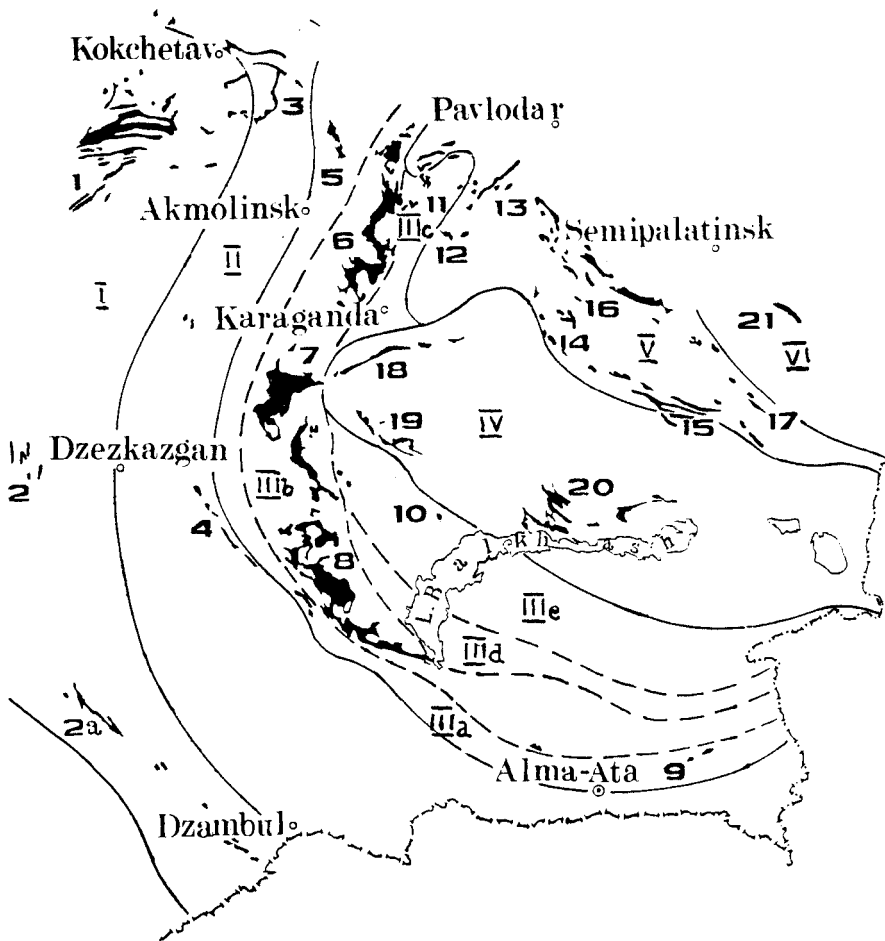 Kokchetav
3
Pavlodar
1
5
Akmolinsk
11
13
6
IIIc
12
Semipalatinsk
II
I
Karaganda
16
21
7
14
V
VI
18
19
IV
15
17
Dzezkazgan
2
IIIb
20
4
10
8
L. Balkhash
IIIe
IIId
2a
IIIa
Alma-Ata
9
Dzambul